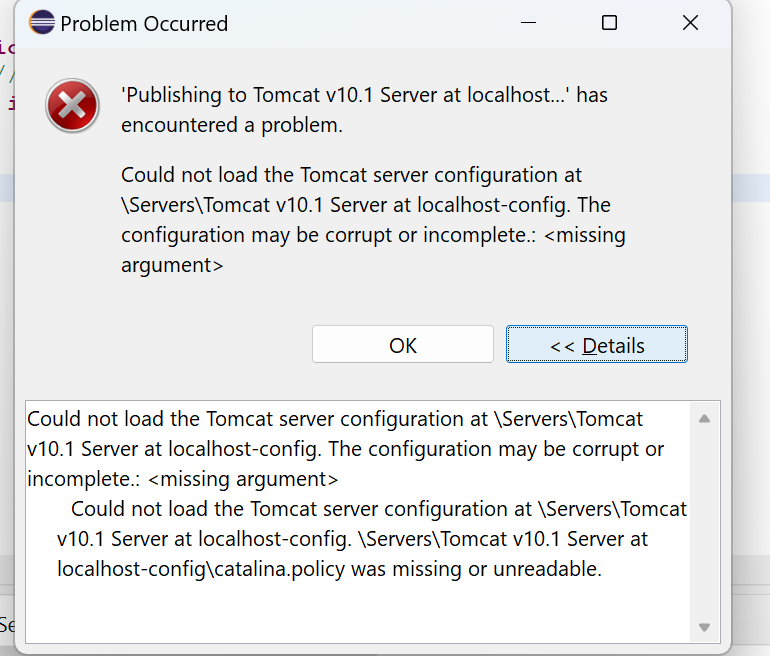 Problem Occurred
'Publishing to Tomcat v10.1 Server at localhost...' has
encountered a problem.
Could not load the Tomcat server configuration at
\Servers\Tomcat v10.1 Server at localhost-config. The
configuration may be corrupt or incomplete.: <missing
argument>
OK
<< Details
Could not load the Tomcat server configuration at \Servers\Tomcat
v10.1 Server at localhost-config. The configuration may be corrupt or
incomplete.: <missing argument>
Could not load the Tomcat server configuration at \Servers\Tomcat
v10.1 Server at localhost-config. \Servers\Tomcat v10.1 Server at
localhost-config\catalina.policy was missing or unreadable.